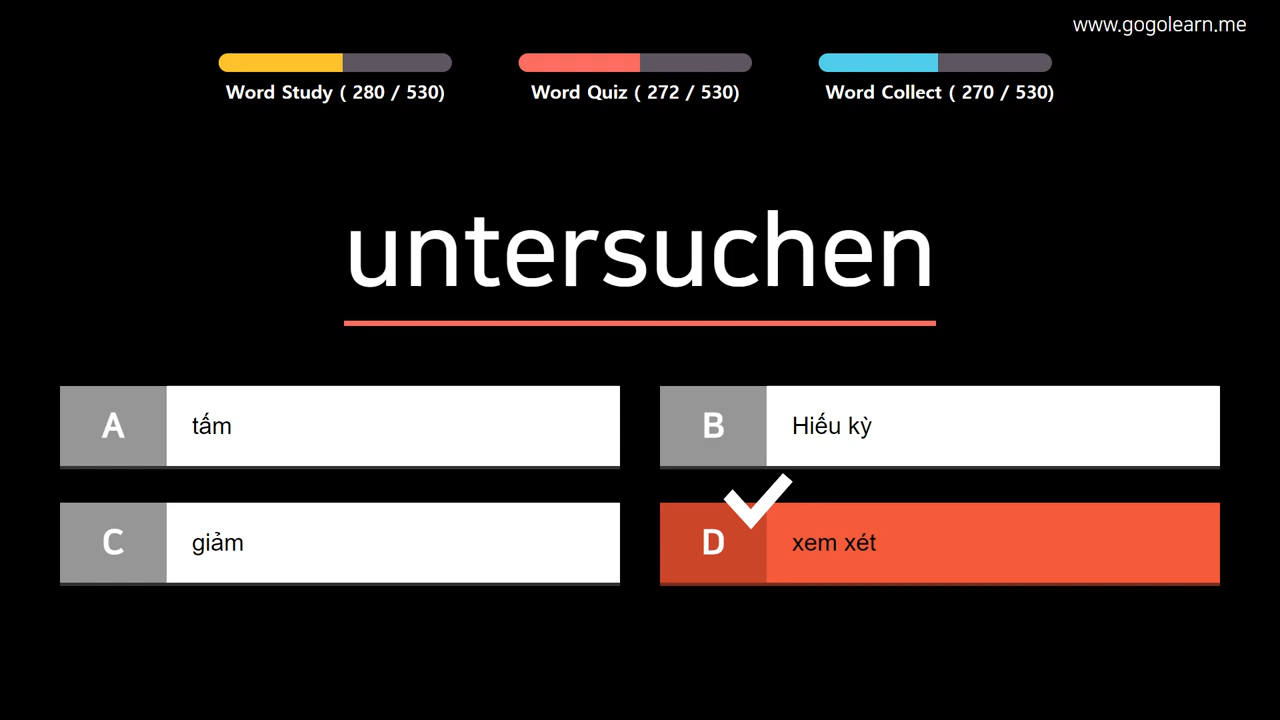 www.gogolearn.me
Word Study ( 280 / 530)
Word Quiz ( 272 / 530)
Word Collect ( 270 / 530)
untersuchen
A tấm
B Hiếu kỳ
C giảm
D xem xét